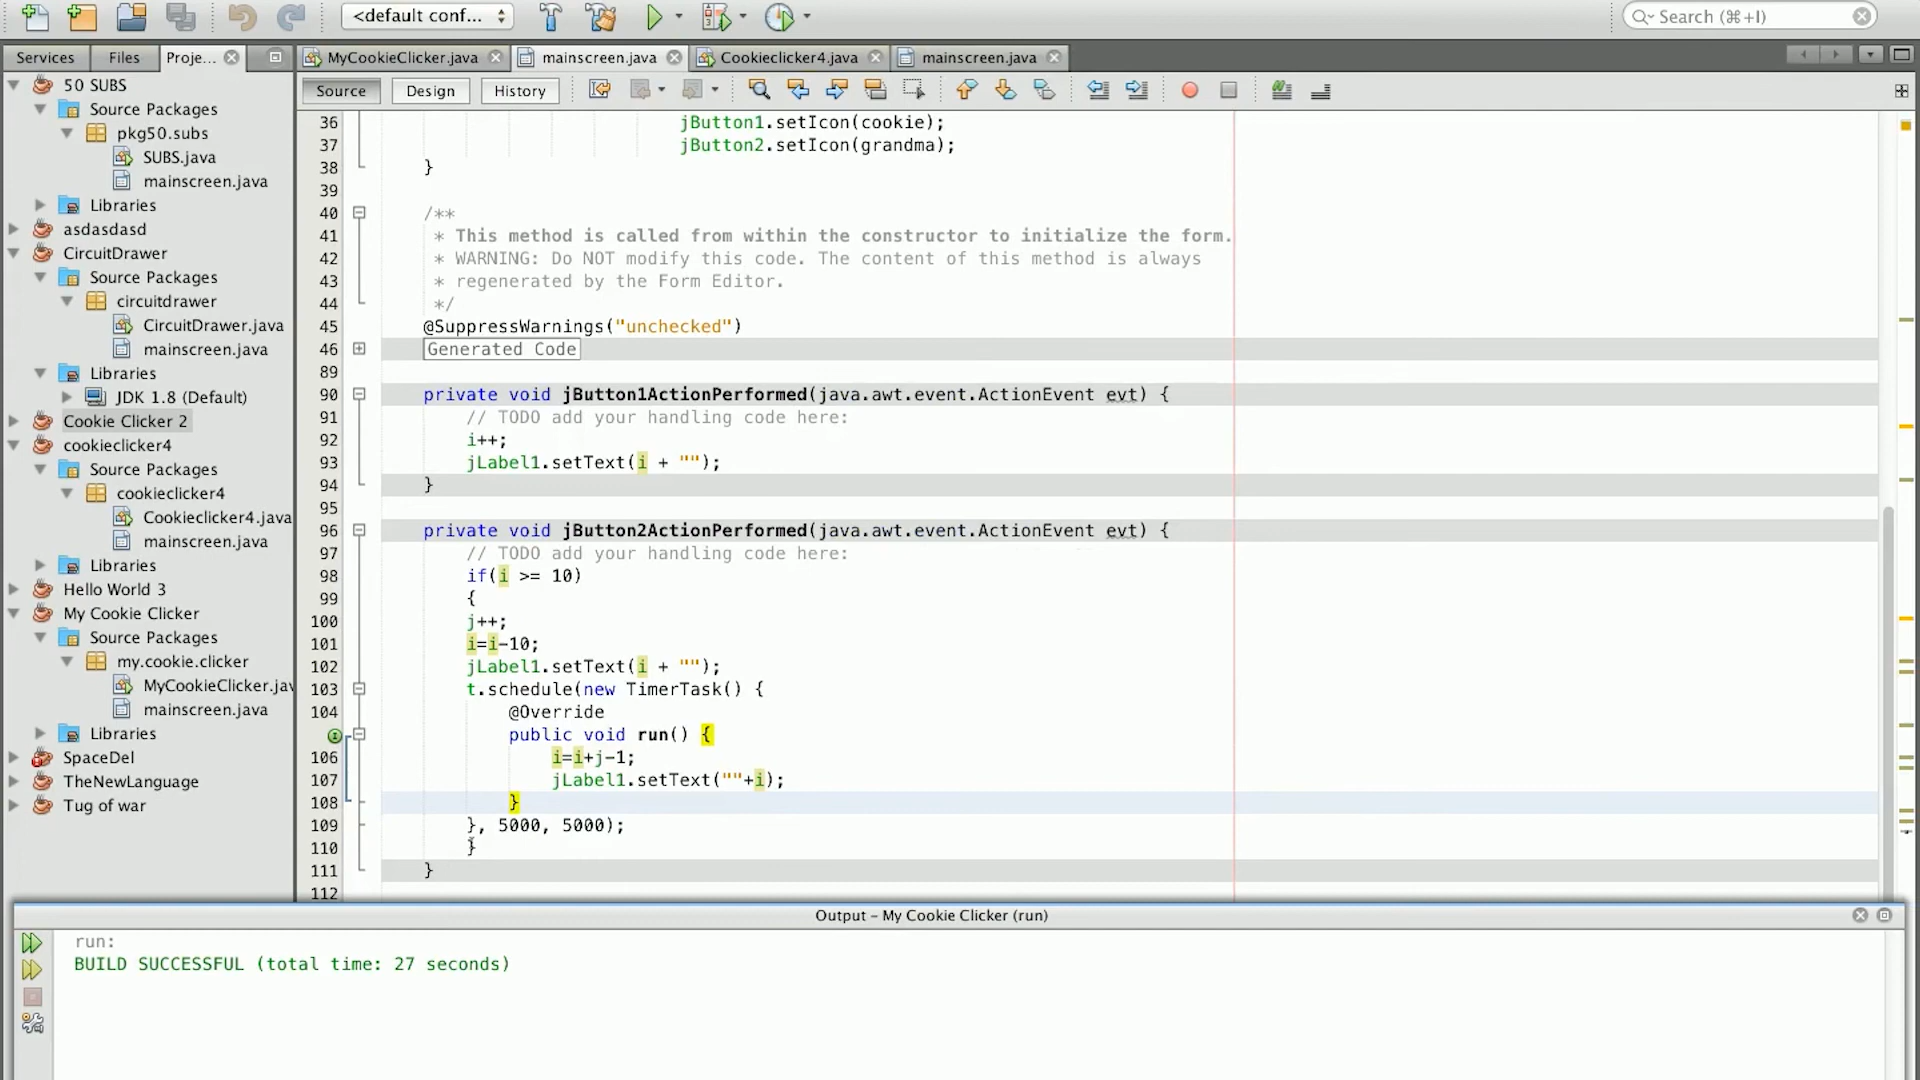 <default conf...
Search (⌘+I)
Services
Files
Proje...
MyCookieClicker.java
mainscreen.java
Cookieclicker4.java
mainscreen.java
Source
Design
History
50 SUBS
Source Packages
pkg50.subs
SUBS.java
mainscreen.java
Libraries
asdasdasd
CircuitDrawer
Source Packages
circuitdrawer
CircuitDrawer.java
mainscreen.java
Libraries
JDK 1.8 (Default)
Cookie Clicker 2
cookieclicker4
Source Packages
cookieclicker4
Cookieclicker4.java
mainscreen.java
Libraries
Hello World 3
My Cookie Clicker
Source Packages
my.cookie.clicker
MyCookieClicker.jav
mainscreen.java
Libraries
SpaceDel
TheNewLanguage
Tug of war
36 jButton1.setIcon(cookie);
37 jButton2.setIcon(grandma);
38 }
39
40 /**
41 * This method is called from within the constructor to initialize the form.
42 * WARNING: Do NOT modify this code. The content of this method is always
43 * regenerated by the Form Editor.
44 */
45 @SuppressWarnings("unchecked")
46 Generated Code
89
90 private void jButton1ActionPerformed(java.awt.event.ActionEvent evt) {
91 // TODO add your handling code here:
92 i++;
93 jLabel1.setText(i + "");
94 }
95
96 private void jButton2ActionPerformed(java.awt.event.ActionEvent evt) {
97 // TODO add your handling code here:
98 if(i >= 10)
99 {
100 j++;
101 i=i-10;
102 jLabel1.setText(i + "");
103 t.schedule(new TimerTask() {
104 @Override
public void run() {
106 i=i+j-1;
107 jLabel1.setText(""+i);
108 }
109 }, 5000, 5000);
110 }
111 }
112
Output - My Cookie Clicker (run)
run:
BUILD SUCCESSFUL (total time: 27 seconds)